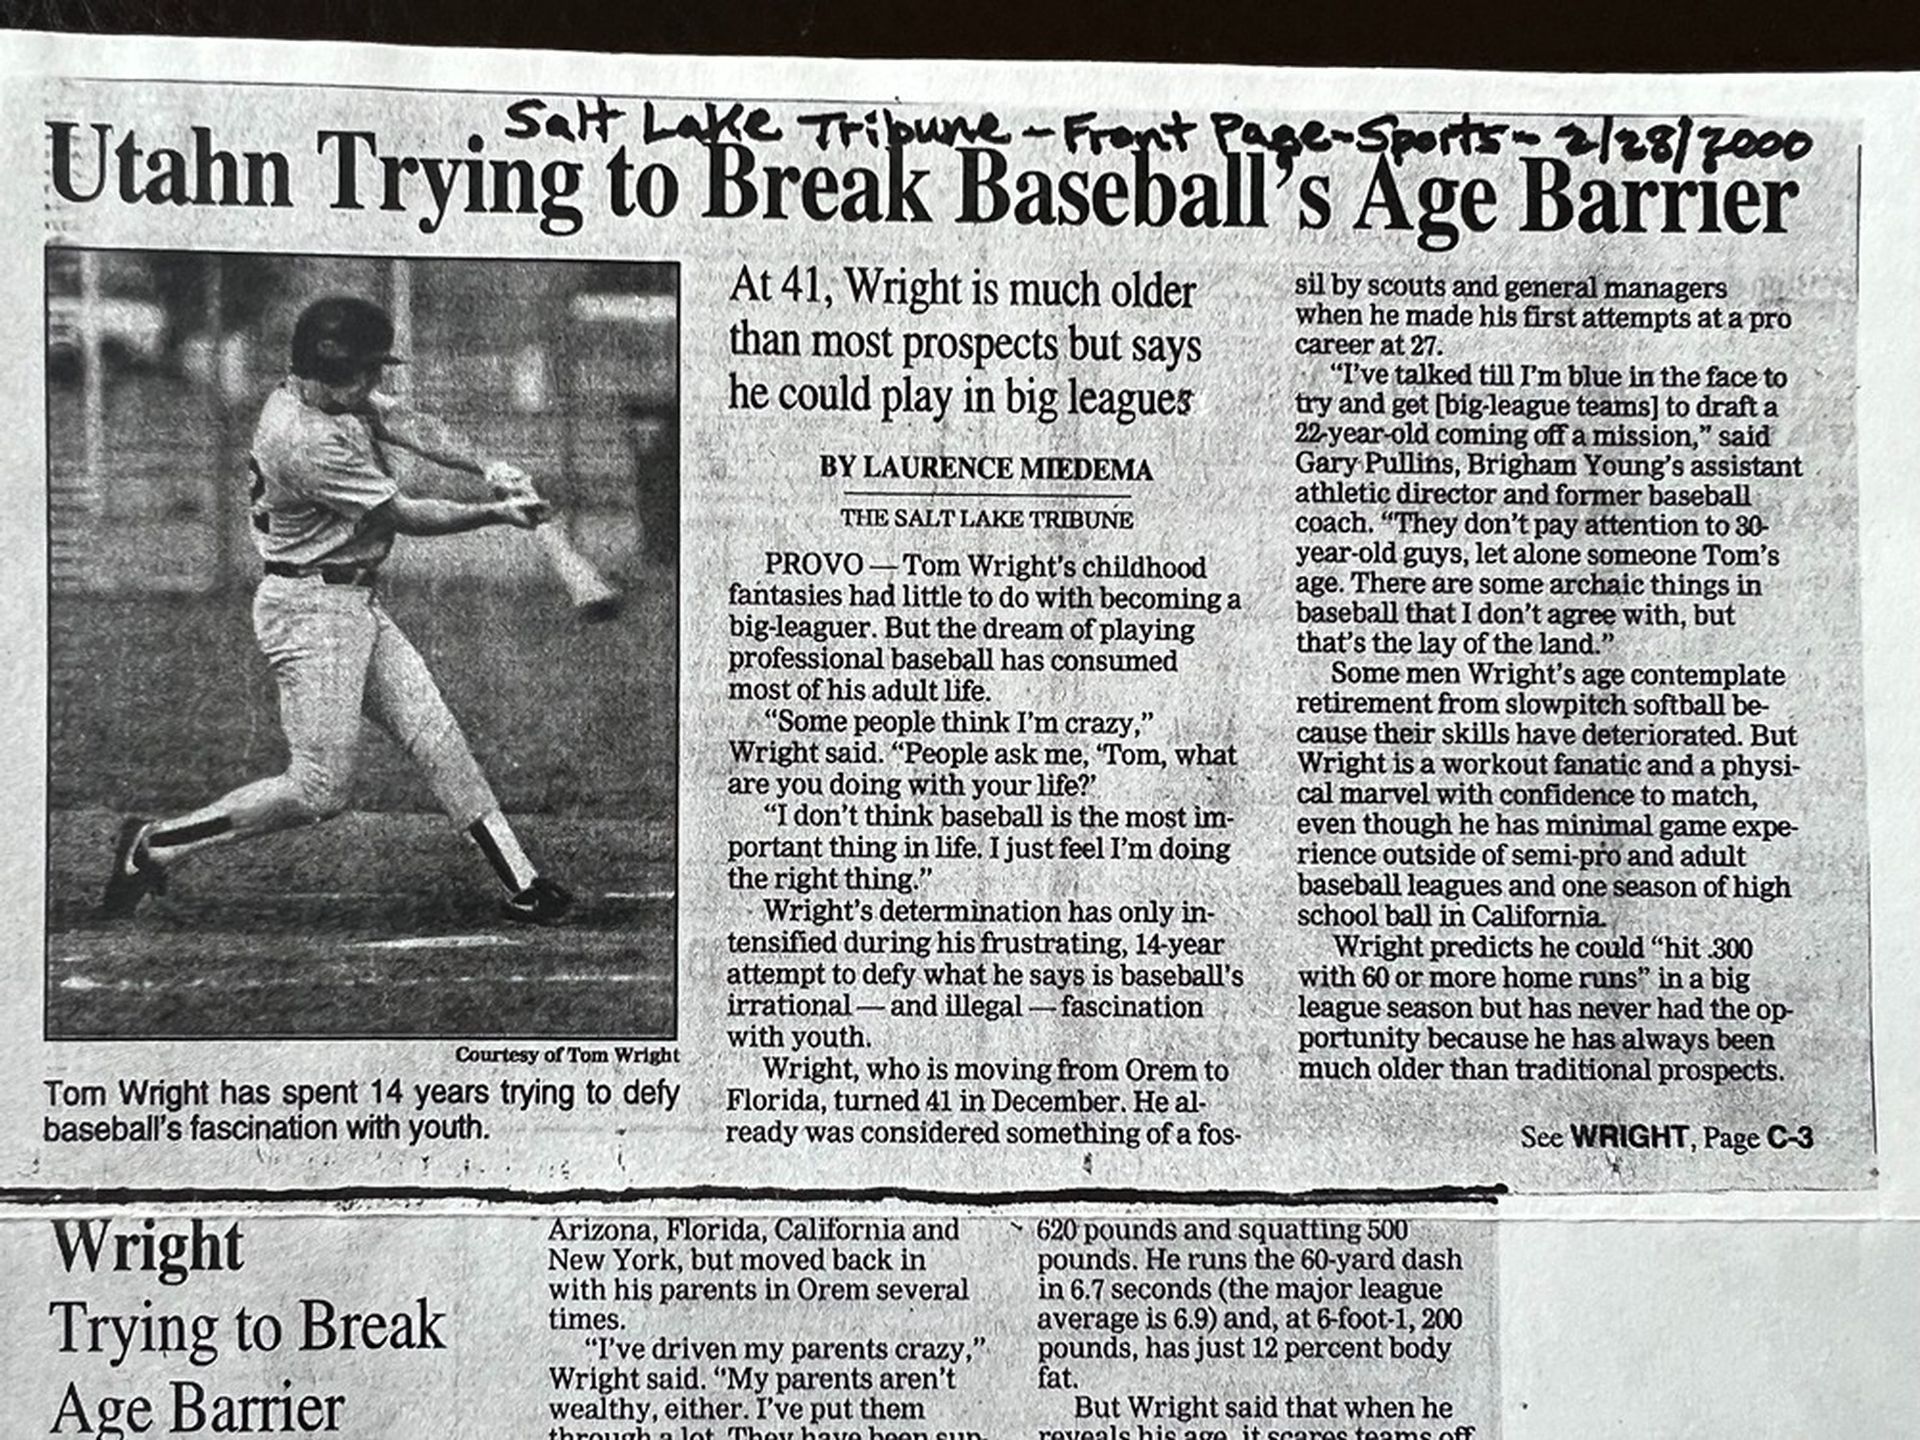 Salt Lake Tribune - Front Page - Sports - 2/28/2000
Utahn Trying to Break Baseball's Age Barrier
Courtesy of Tom Wright
Tom Wright has spent 14 years trying to defy
baseball's fascination with youth.
At 41, Wright is much older
than most prospects but says
he could play in big leagues
BY LAURENCE MIEDEMA
THE SALT LAKE TRIBUNE
PROVO — Tom Wright's childhood
fantasies had little to do with becoming a
big-leaguer. But the dream of playing
professional baseball has consumed
most of his adult life.
“Some people think I'm crazy,”
Wright said. “People ask me, ‘Tom, what
are you doing with your life?’
“I don't think baseball is the most im-
portant thing in life. I just feel I'm doing
the right thing.”
Wright's determination has only in-
tensified during his frustrating, 14-year
attempt to defy what he says is baseball's
irrational — and illegal — fascination
with youth.
Wright, who is moving from Orem to
Florida, turned 41 in December. He al-
ready was considered something of a fos-
sil by scouts and general managers
when he made his first attempts at a pro
career at 27.
“I've talked till I'm blue in the face to
try and get [big-league teams] to draft a
22-year-old coming off a mission,” said
Gary Pullins, Brigham Young's assistant
athletic director and former baseball
coach. “They don't pay attention to 30-
year-old guys, let alone someone Tom's
age. There are some archaic things in
baseball that I don't agree with, but
that's the lay of the land.”
Some men Wright's age contemplate
retirement from slowpitch softball be-
cause their skills have deteriorated. But
Wright is a workout fanatic and a physi-
cal marvel with confidence to match,
even though he has minimal game expe-
rience outside of semi-pro and adult
baseball leagues and one season of high
school ball in California.
Wright predicts he could “hit .300
with 60 or more home runs” in a big
league season but has never had the op-
portunity because he has always been
much older than traditional prospects.
See WRIGHT, Page C-3
Wright
Trying to Break
Age Barrier
Arizona, Florida, California and
New York, but moved back in
with his parents in Orem several
times.
“I've driven my parents crazy,”
Wright said. “My parents aren't
wealthy, either. I've put them
through a lot. They have been sup-
620 pounds and squatting 500
pounds. He runs the 60-yard dash
in 6.7 seconds (the major league
average is 6.9) and, at 6-foot-1, 200
pounds, has just 12 percent body
fat.
But Wright said that when he
reveals his age, it scares teams off